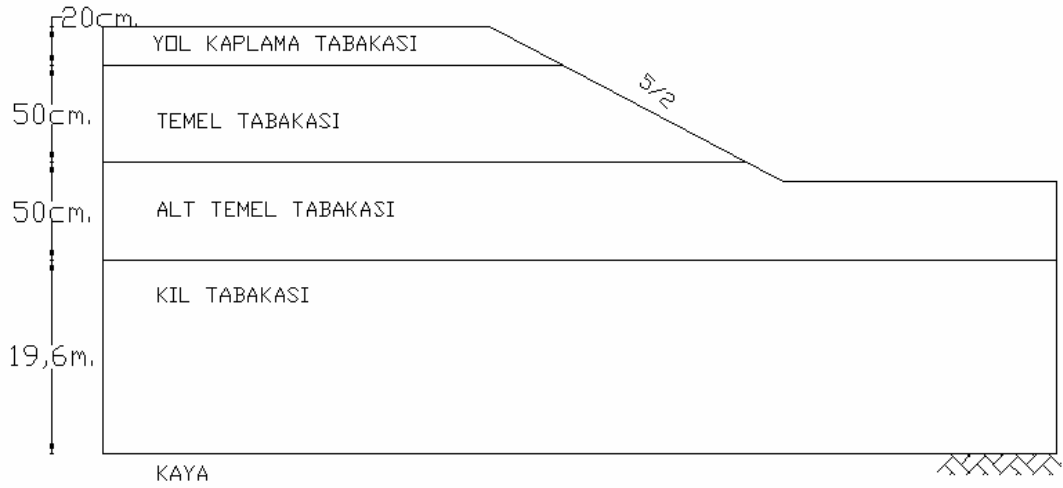 20cm.
YOL KAPLAMA TABAKASI
5/2
50cm.
TEMEL TABAKASI
50cm.
ALT TEMEL TABAKASI
KIL TABAKASI
19,6m.
KAYA